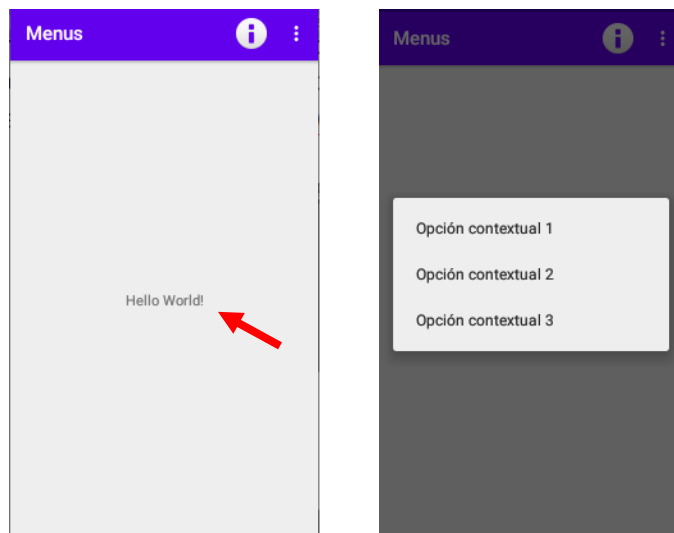 Menus
Hello World!
Menus
Opción contextual 1
Opción contextual 2
Opción contextual 3